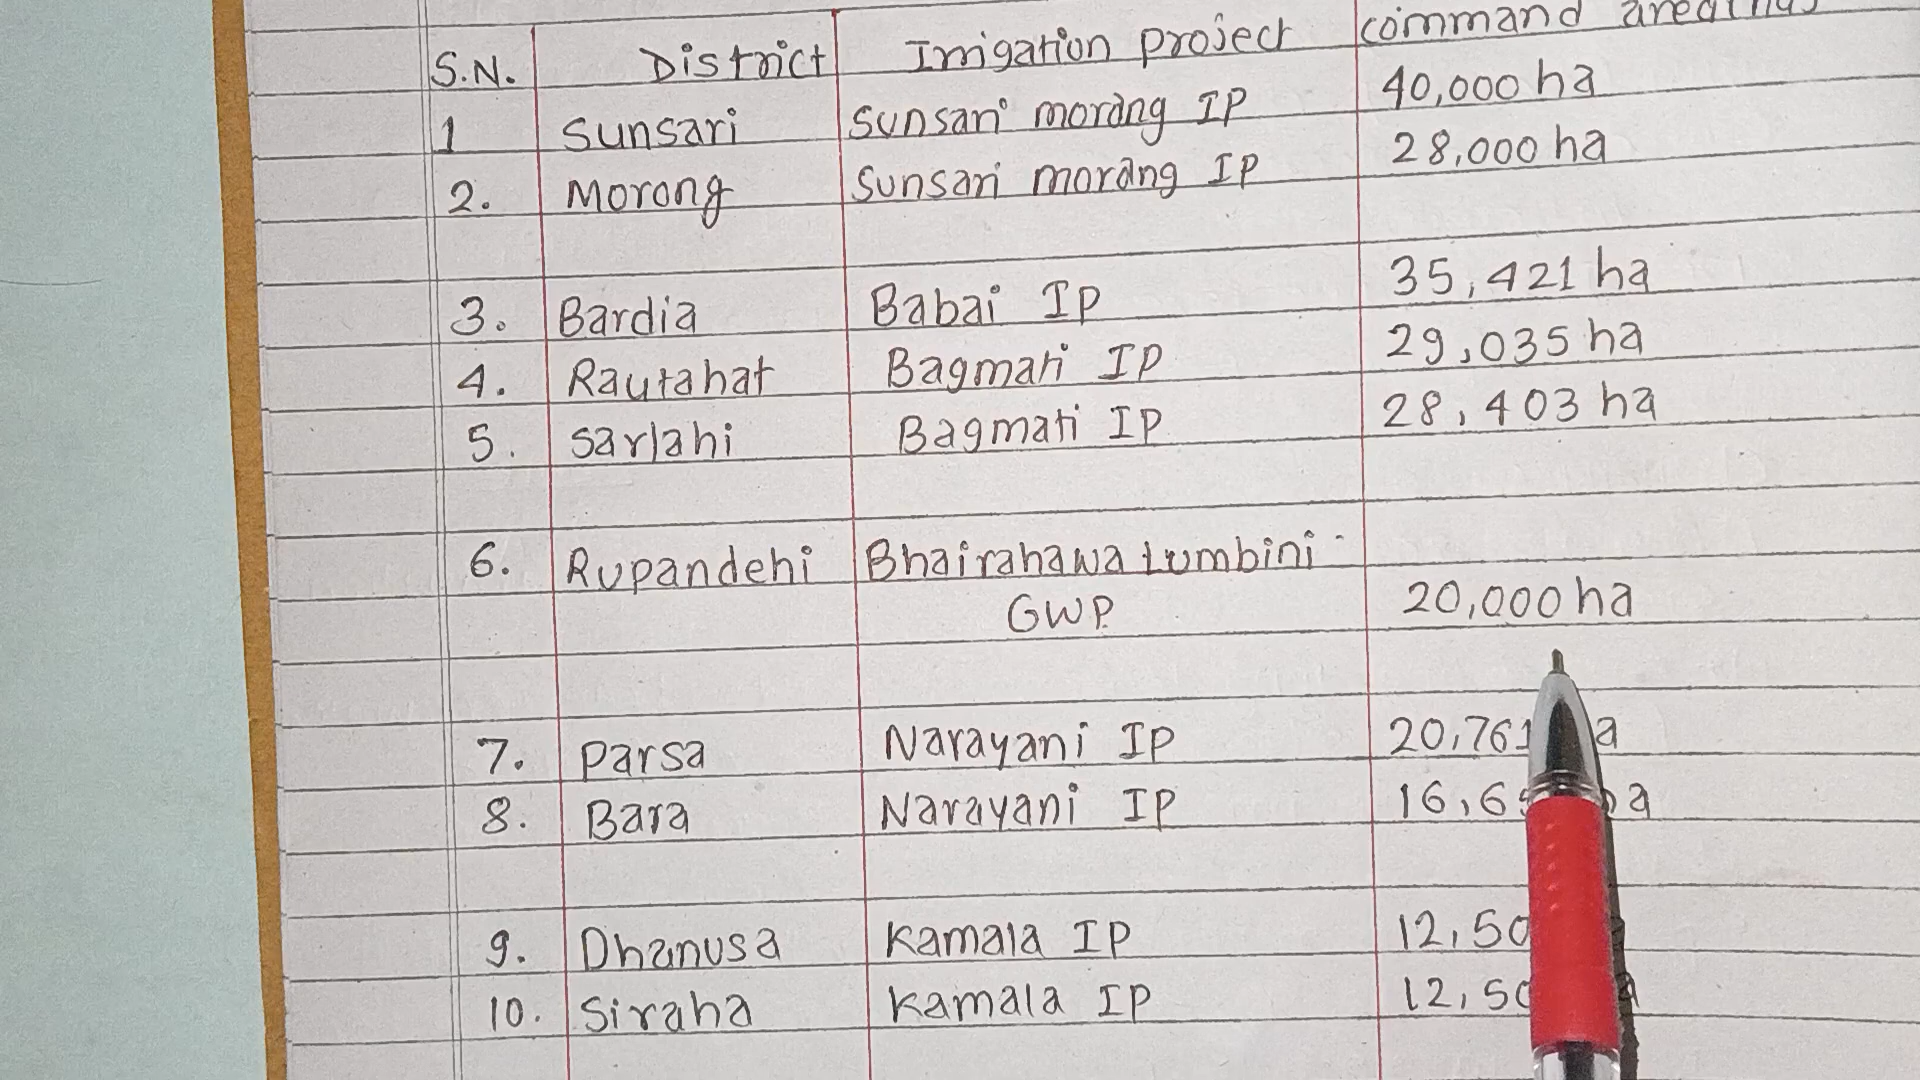 S.N. District Irrigation project command area
1 Sunsari Sunsari morang IP 40,000 ha
2. Morong Sunsari morang IP 28,000 ha
3. Bardia Babai IP 35,421 ha
4. Rautahat Bagmati IP 29,035 ha
5. Sarlahi Bagmati IP 28,403 ha
6. Rupandehi Bhairahawa Lumbini
GWP. 20,000 ha
7. Parsa Narayani IP
8. Bara Narayani IP
9. Dhanusa Kamala IP
10. Siraha Kamala IP